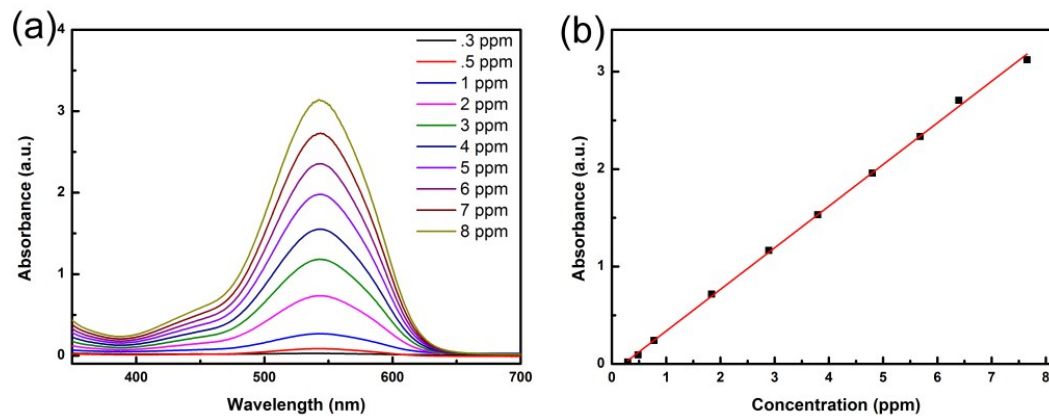 (a)
Absorbance (a.u.)
4
3
2
1
0
.3 ppm
.5 ppm
1 ppm
2 ppm
3 ppm
4 ppm
5 ppm
6 ppm
7 ppm
8 ppm
400
500
600
700
Wavelength (nm)
(b)
Absorbance (a.u.)
3
2
1
0
0
1
2
3
4
5
6
7
8
Concentration (ppm)